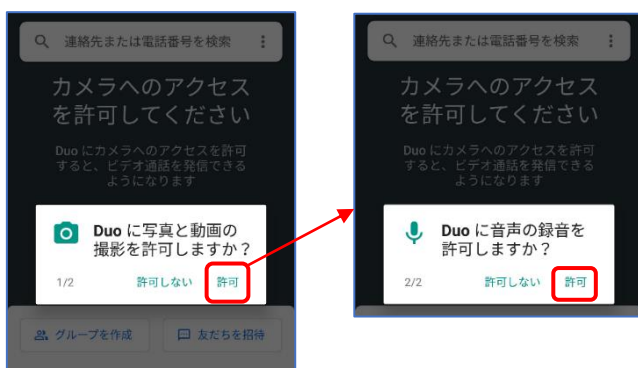 連絡先または電話番号を検索
カメラへのアクセス
を許可してください
Duo にカメラへのアクセスを許可
すると、ビデオ通話を発信できる
ようになります
Duo に写真と動画の
撮影を許可しますか？
1/2 許可しない 許可
グループを作成 友だちを招待
連絡先または電話番号を検索
カメラへのアクセス
を許可してください
Duo にカメラへのアクセスを許可
すると、ビデオ通話を発信できる
ようになります
Duo に音声の録音を
許可しますか？
2/2 許可しない 許可